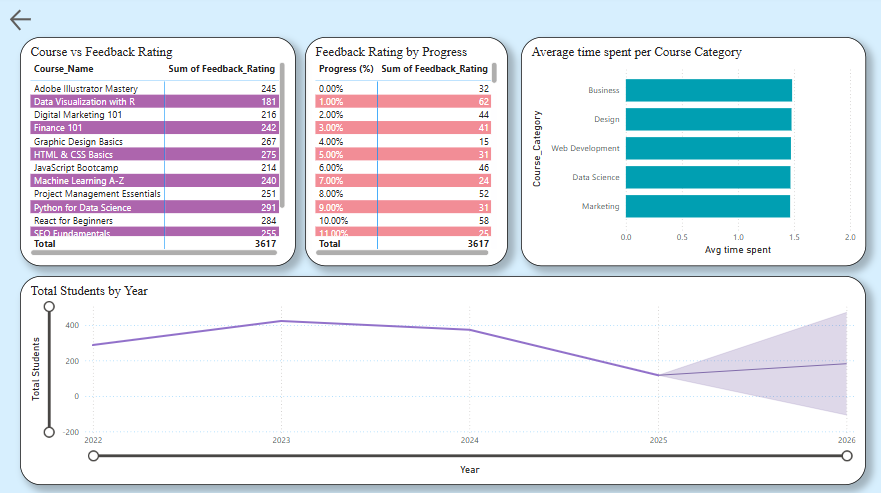 Course vs Feedback Rating
Course_Name Sum of Feedback_Rating
Adobe Illustrator Mastery 245
Data Visualization with R 181
Digital Marketing 101 216
Finance 101 242
Graphic Design Basics 267
HTML & CSS Basics 275
JavaScript Bootcamp 214
Machine Learning A-Z 240
Project Management Essentials 251
Python for Data Science 291
React for Beginners 284
SEO Fundamentals 255
Total 3617
Feedback Rating by Progress
Progress (%) Sum of Feedback_Rating
0.00% 32
1.00% 62
2.00% 44
3.00% 41
4.00% 15
5.00% 31
6.00% 46
7.00% 24
8.00% 52
9.00% 31
10.00% 58
11.00% 25
Total 3617
Average time spent per Course Category
Course_Category
Business
Design
Web Development
Data Science
Marketing
0.0 0.5 1.0 1.5 2.0
Avg time spent
Total Students by Year
Total Students
400
200
0
-200
2022 2023 2024 2025 2026
Year